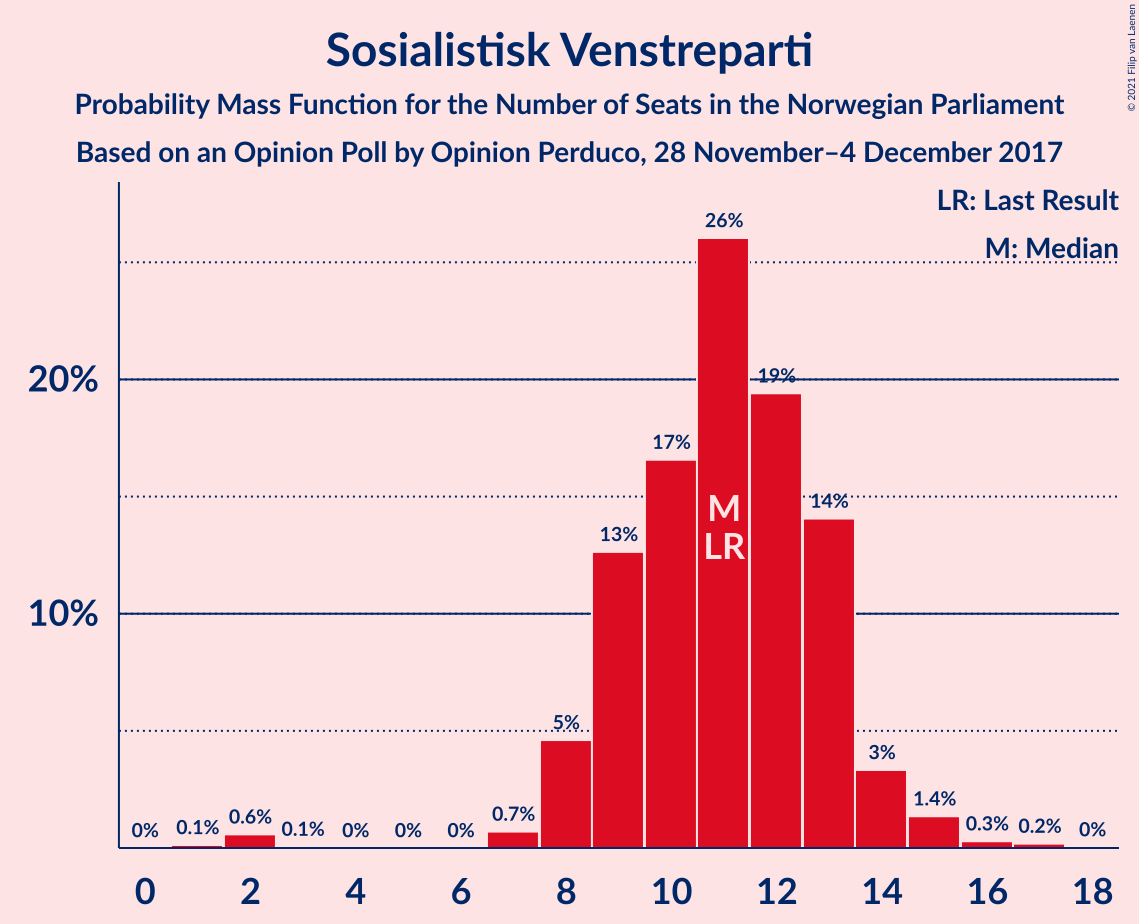 Sosialistisk Venstreparti
Probability Mass Function for the Number of Seats in the Norwegian Parliament
Based on an Opinion Poll by Opinion Perduco, 28 November–4 December 2017
© 2021 Filip van Laenen
LR: Last Result
M: Median
20%
10%
0%
0.1%
0.6%
0.1%
0%
0%
0%
0.7%
5%
13%
17%
26%
19%
14%
3%
1.4%
0.3%
0.2%
0%
M
LR
0 2 4 6 8 10 12 14 16 18